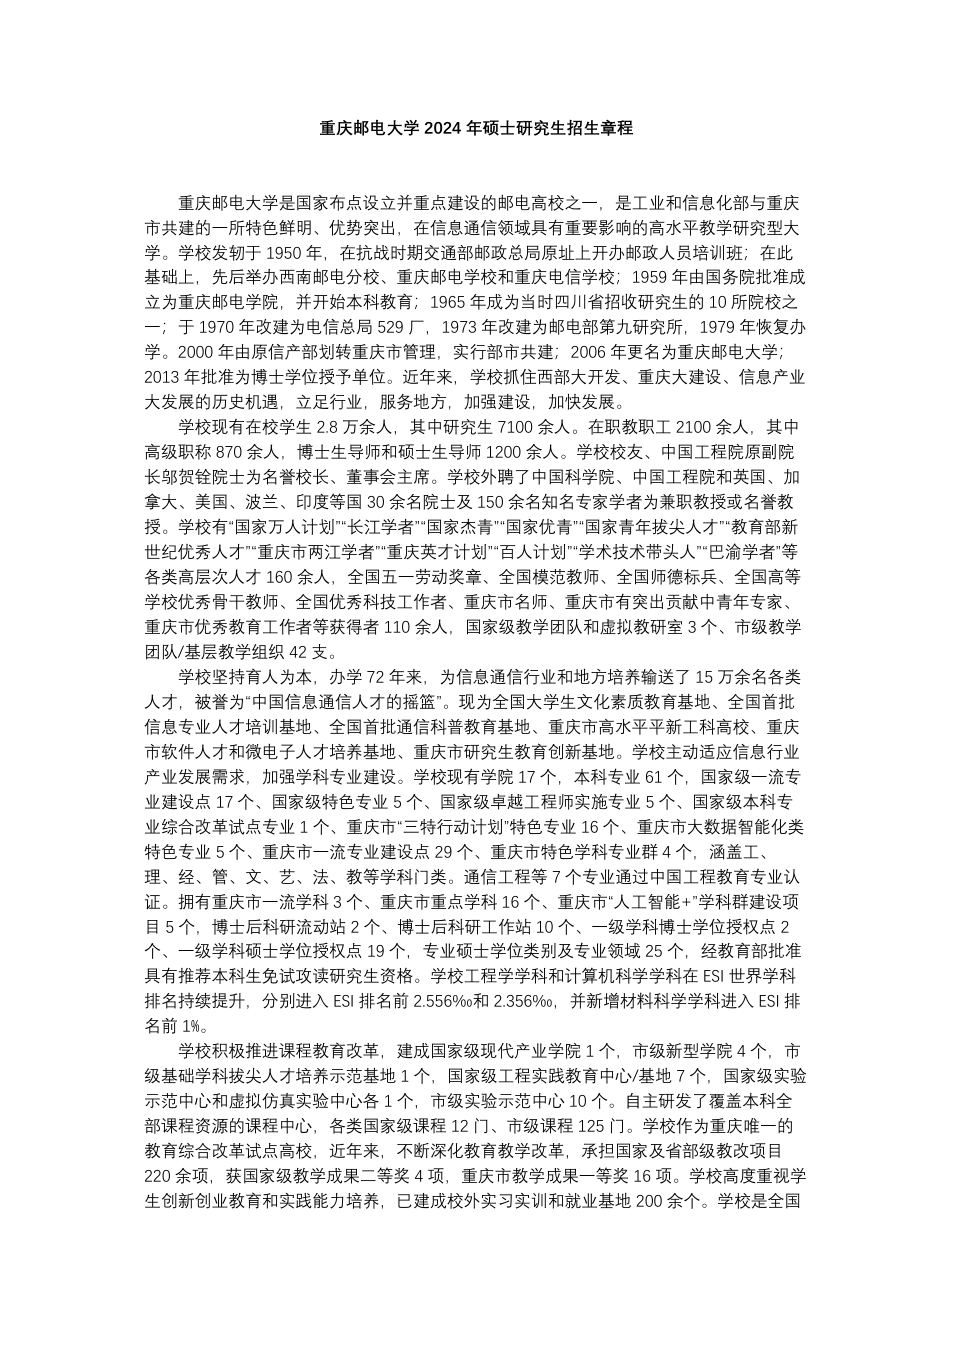 重庆邮电大学 2024 年硕士研究生招生章程
重庆邮电大学是国家布点设立并重点建设的邮电高校之一，是工业和信息化部与重庆
市共建的一所特色鲜明、优势突出，在信息通信领域具有重要影响的高水平教学研究型大
学。学校发轫于 1950 年，在抗战时期交通部邮政总局原址上开办邮政人员培训班；在此
基础上，先后举办西南邮电分校、重庆邮电学校和重庆电信学校；1959 年由国务院批准成
立为重庆邮电学院，并开始本科教育；1965 年成为当时四川省招收研究生的 10 所院校之
一；于 1970 年改建为电信总局 529 厂，1973 年改建为邮电部第九研究所，1979 年恢复办
学。2000 年由原信产部划转重庆市管理，实行部市共建；2006 年更名为重庆邮电大学；
2013 年批准为博士学位授予单位。近年来，学校抓住西部大开发、重庆大建设、信息产业
大发展的历史机遇，立足行业，服务地方，加强建设，加快发展。
学校现有在校学生 2.8 万余人，其中研究生 7100 余人。在职教职工 2100 余人，其中
高级职称 870 余人，博士生导师和硕士生导师 1200 余人。学校校友、中国工程院原副院
长邬贺铨院士为名誉校长、董事会主席。学校外聘了中国科学院、中国工程院和英国、加
拿大、美国、波兰、印度等国 30 余名院士及 150 余名知名专家学者为兼职教授或名誉教
授。学校有“国家万人计划”“长江学者”“国家杰青”“国家优青”“国家青年拔尖人才”“教育部新
世纪优秀人才”“重庆市两江学者”“重庆英才计划”“百人计划”“学术技术带头人”“巴渝学者”等
各类高层次人才 160 余人，全国五一劳动奖章、全国模范教师、全国师德标兵、全国高等
学校优秀骨干教师、全国优秀科技工作者、重庆市名师、重庆市有突出贡献中青年专家、
重庆市优秀教育工作者等获得者 110 余人，国家级教学团队和虚拟教研室 3 个、市级教学
团队/基层教学组织 42 支。
学校坚持育人为本，办学 72 年来，为信息通信行业和地方培养输送了 15 万余名各类
人才，被誉为“中国信息通信人才的摇篮”。现为全国大学生文化素质教育基地、全国首批
信息专业人才培训基地、全国首批通信科普教育基地、重庆市高水平平新工科高校、重庆
市软件人才和微电子人才培养基地、重庆市研究生教育创新基地。学校主动适应信息行业
产业发展需求，加强学科专业建设。学校现有学院 17 个，本科专业 61 个，国家级一流专
业建设点 17 个、国家级特色专业 5 个、国家级卓越工程师实施专业 5 个、国家级本科专
业综合改革试点专业 1 个、重庆市“三特行动计划”特色专业 16 个、重庆市大数据智能化类
特色专业 5 个、重庆市一流专业建设点 29 个、重庆市特色学科专业群 4 个，涵盖工、
理、经、管、文、艺、法、教等学科门类。通信工程等 7 个专业通过中国工程教育专业认
证。拥有重庆市一流学科 3 个、重庆市重点学科 16 个、重庆市“人工智能+”学科群建设项
目 5 个，博士后科研流动站 2 个、博士后科研工作站 10 个、一级学科博士学位授权点 2
个、一级学科硕士学位授权点 19 个，专业硕士学位类别及专业领域 25 个，经教育部批准
具有推荐本科生免试攻读研究生资格。学校工程学学科和计算机科学学科在 ESI 世界学科
排名持续提升，分别进入 ESI 排名前 2.556‰和 2.356‰，并新增材料科学学科进入 ESI 排
名前 1%。
学校积极推进课程教育改革，建成国家级现代产业学院 1 个，市级新型学院 4 个，市
级基础学科拔尖人才培养示范基地 1 个，国家级工程实践教育中心/基地 7 个，国家级实验
示范中心和虚拟仿真实验中心各 1 个，市级实验示范中心 10 个。自主研发了覆盖本科全
部课程资源的课程中心，各类国家级课程 12 门、市级课程 125 门。学校作为重庆唯一的
教育综合改革试点高校，近年来，不断深化教育教学改革，承担国家及省部级教改项目
220 余项，获国家级教学成果二等奖 4 项，重庆市教学成果一等奖 16 项。学校高度重视学
生创新创业教育和实践能力培养，已建成校外实习实训和就业基地 200 余个。学校是全国